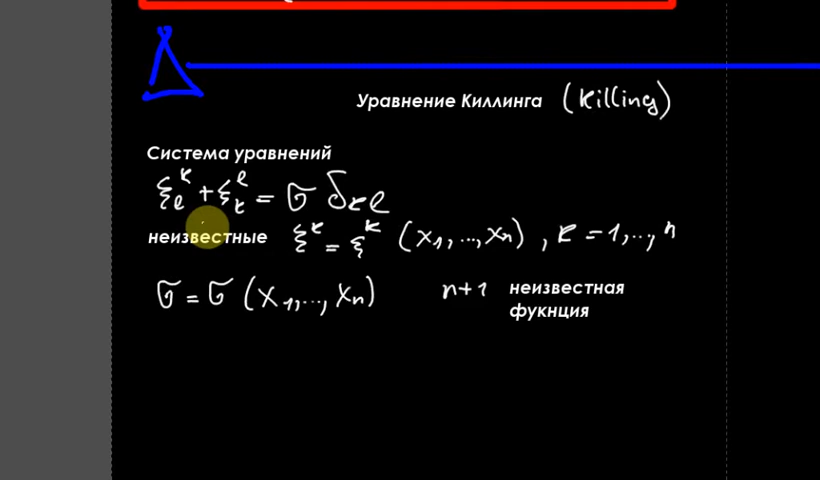 Уравнение Киллинга (Killing)
Система уравнений
ξ^k_l + ξ^l_k = σ δ_kl
неизвестные ξ^k = ξ^k (x_1,..., x_n) , k = 1,..., n
σ = σ (x_1,..., x_n) n+1 неизвестная
фукнция